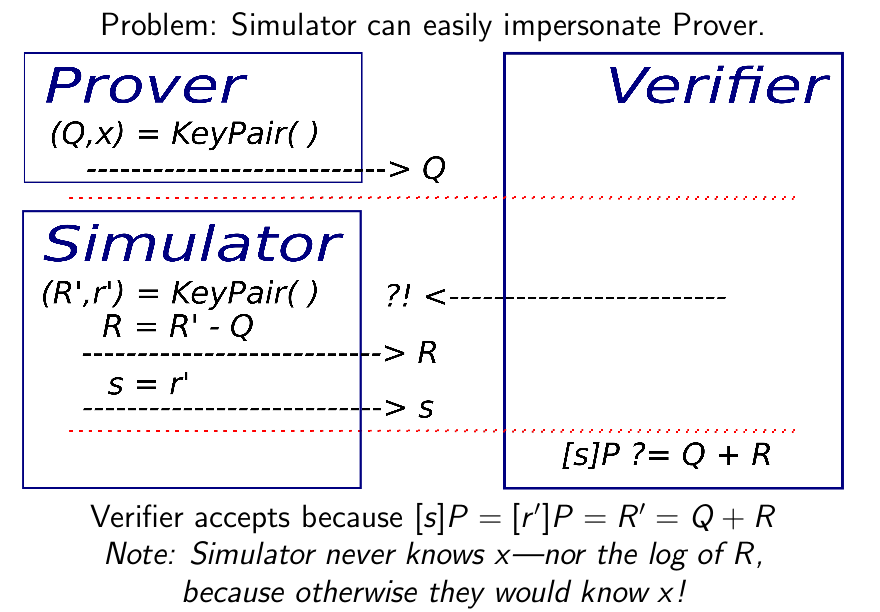 Problem: Simulator can easily impersonate Prover.
Prover
(Q,x) = KeyPair( )
---------------------------> Q
Verifier
Simulator
(R',r') = KeyPair( )
?! <-------------------------
R = R' - Q
---------------------------> R
s = r'
---------------------------> s
[s]P ?= Q + R
Verifier accepts because [s]P = [r′]P = R′ = Q + R
Note: Simulator never knows x—nor the log of R,
because otherwise they would know x!